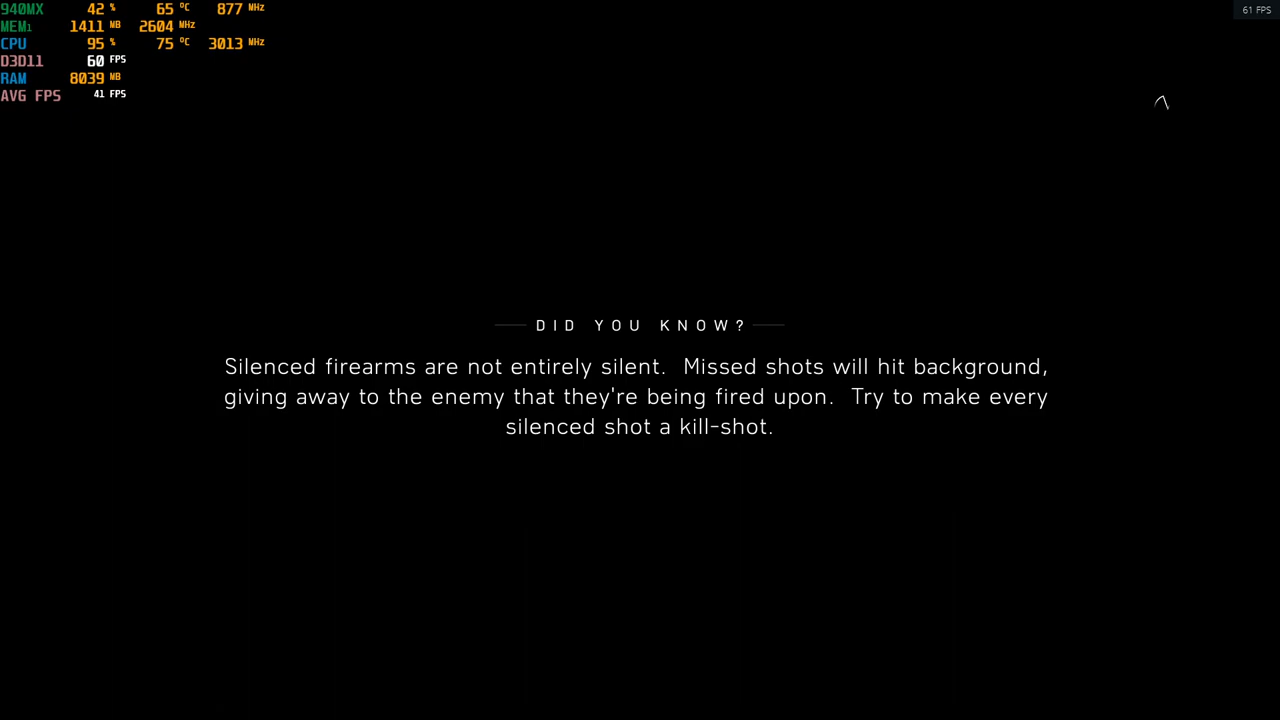 940MX 42 % 65 °C 877 MHz
61 FPS
MEM1 1411 MB 2604 MHz
CPU 95 % 75 °C 3013 MHz
D3D11 60 FPS
RAM 8039 MB
AVG FPS 41 FPS
DID YOU KNOW?
Silenced firearms are not entirely silent. Missed shots will hit background,
giving away to the enemy that they're being fired upon. Try to make every
silenced shot a kill-shot.